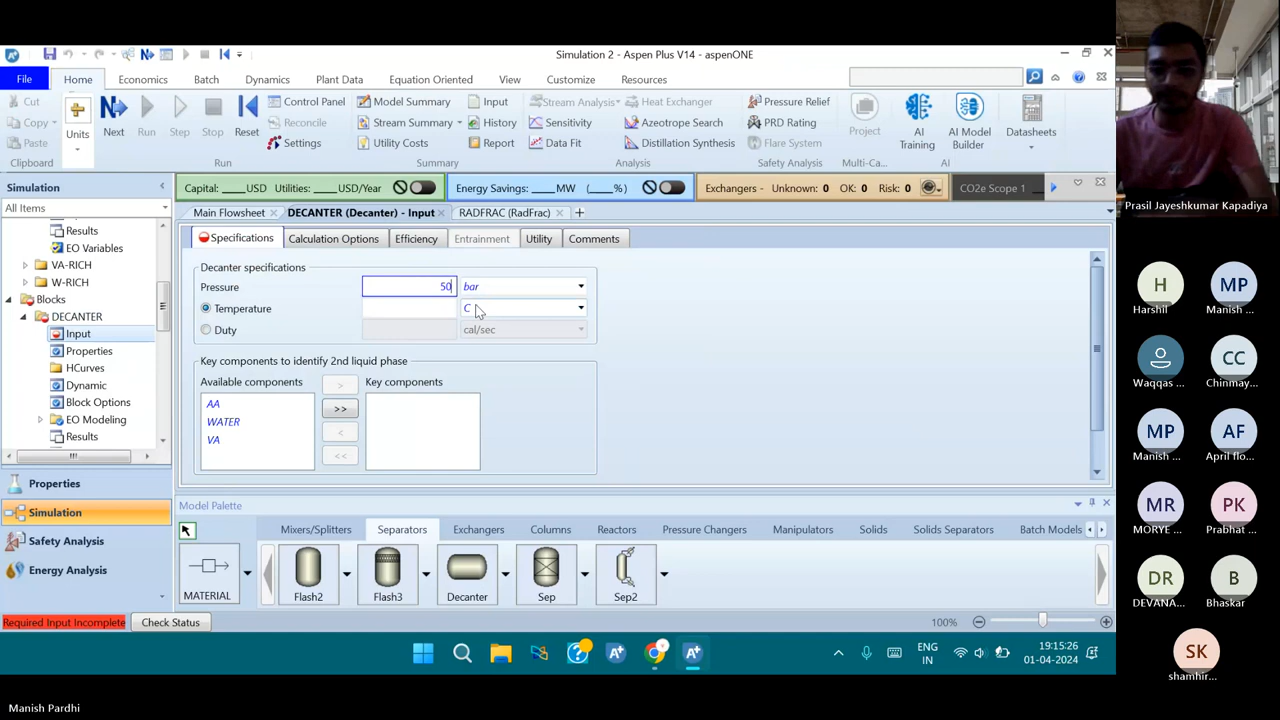 Simulation 2 - Aspen Plus V14 - aspenONE
File Home Economics Batch Dynamics Plant Data Equation Oriented View Customize Resources
Cut
Copy
Paste
Clipboard
Units
Next
Run
Step
Stop
Reset
Control Panel
Reconcile
Settings
Run
Model Summary
Stream Summary
Utility Costs
Input
History
Report
Summary
Stream Analysis
Sensitivity
Data Fit
Heat Exchanger
Azeotrope Search
Distillation Synthesis
Analysis
Pressure Relief
PRD Rating
Flare System
Safety Analysis
Project
Multi-Ca...
AI Training
AI Model Builder
AI
Datasheets
Simulation
Capital: ____USD Utilities: ____USD/Year
Energy Savings: ____MW (____%)
Exchangers - Unknown: 0 OK: 0 Risk: 0
CO2e Scope 1
All Items
Main Flowsheet DECANTER (Decanter) - Input RADFRAC (RadFrac)
Results
EO Variables
VA-RICH
W-RICH
Blocks
DECANTER
Input
Properties
HCurves
Dynamic
Block Options
EO Modeling
Results
Specifications Calculation Options Efficiency Entrainment Utility Comments
Decanter specifications
Pressure 50 bar
Temperature C
Duty cal/sec
Key components to identify 2nd liquid phase
Available components Key components
AA
WATER
VA
>
>>
<
<<
Properties
Simulation
Safety Analysis
Energy Analysis
Model Palette
Mixers/Splitters Separators Exchangers Columns Reactors Pressure Changers Manipulators Solids Solids Separators Batch Models
MATERIAL Flash2 Flash3 Decanter Sep Sep2
Required Input Incomplete Check Status 100%
ENG
IN
19:15:26
01-04-2024
Manish Pardhi
Prasil Jayeshkumar Kapadiya
H
Harshil
MP
Manish ...
Waqqas ...
CC
Chinmay...
MP
Manish ...
AF
April flo...
MR
MORYE ...
PK
Prabhat ...
DR
DEVANA...
B
Bhaskar
SK
shamhir...